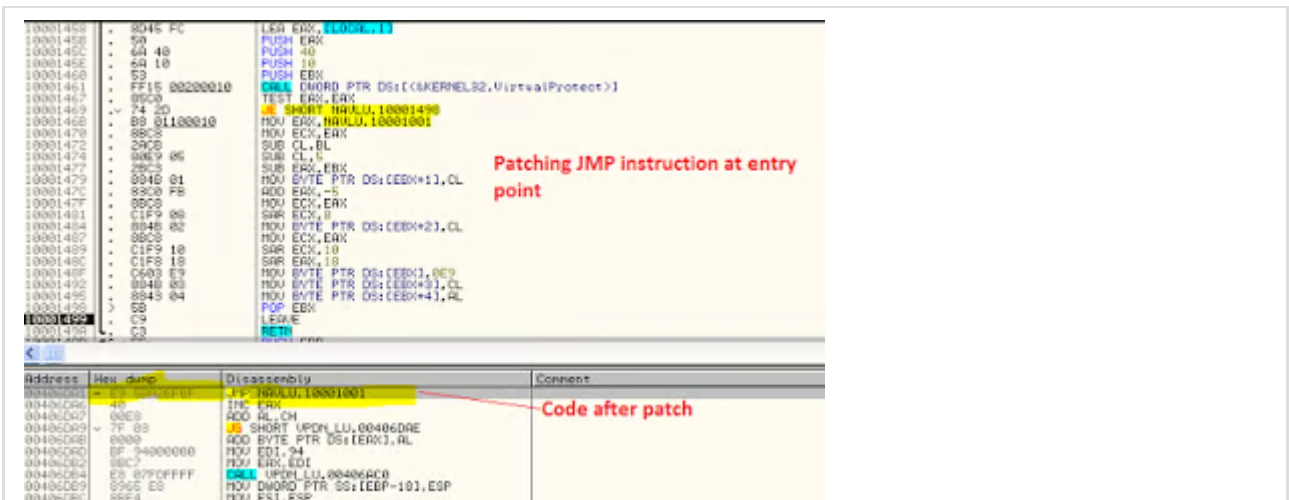 10001458 . 8D45 FC LEA EAX,[LOCAL.1]
1000145B . 50 PUSH EAX
1000145C . 6A 40 PUSH 40
1000145E . 6A 10 PUSH 10
10001460 . 53 PUSH EBX
10001461 . FF15 00200010 CALL DWORD PTR DS:[<&KERNEL32.VirtualProtect>]
10001467 . 85C0 TEST EAX,EAX
10001469 .v 74 2D JE SHORT NAVLU.10001498
1000146B . B8 01100010 MOV EAX,NAVLU.10001001
10001470 . 8BC8 MOV ECX,EAX
10001472 . 2ACB SUB CL,BL
10001474 . 80E9 05 SUB CL,5
10001477 . 2BC3 SUB EAX,EBX
10001479 . 884B 01 MOV BYTE PTR DS:[EBX+1],CL
1000147C . 83C0 FB ADD EAX,-5
1000147F . 8BC8 MOV ECX,EAX
10001481 . C1F9 08 SAR ECX,8
10001484 . 884B 02 MOV BYTE PTR DS:[EBX+2],CL
10001487 . 8BC8 MOV ECX,EAX
10001489 . C1F9 10 SAR ECX,10
1000148C . C1F8 18 SAR EAX,18
1000148F . C603 E9 MOV BYTE PTR DS:[EBX],0E9
10001492 . 884B 03 MOV BYTE PTR DS:[EBX+3],CL
10001495 . 8843 04 MOV BYTE PTR DS:[EBX+4],AL
10001498 > 5B POP EBX
10001499 . C9 LEAVE
1000149A . C3 RETN
Patching JMP instruction at entry
point
Address Hex dump Disassembly Comment
00406DA1 - E9 JMP NAVLU.10001001
00406DA6 40 INC EAX
00406DA7 00E8 ADD AL,CH
00406DA9 v 7F 03 SHORT UPDN_LU.00406DAE
00406DAB 0000 ADD BYTE PTR DS:[EAX],AL
00406DAD BF 94000000 MOV EDI,94
00406DB2 8BC7 MOV EAX,EDI
00406DB4 E8 07FDFFFF CALL UPDN_LU.00406AC0
00406DB9 8965 E8 MOV DWORD PTR SS:[EBP-18],ESP
00406DBC 8BF4 MOV ESI,ESP
Code after patch